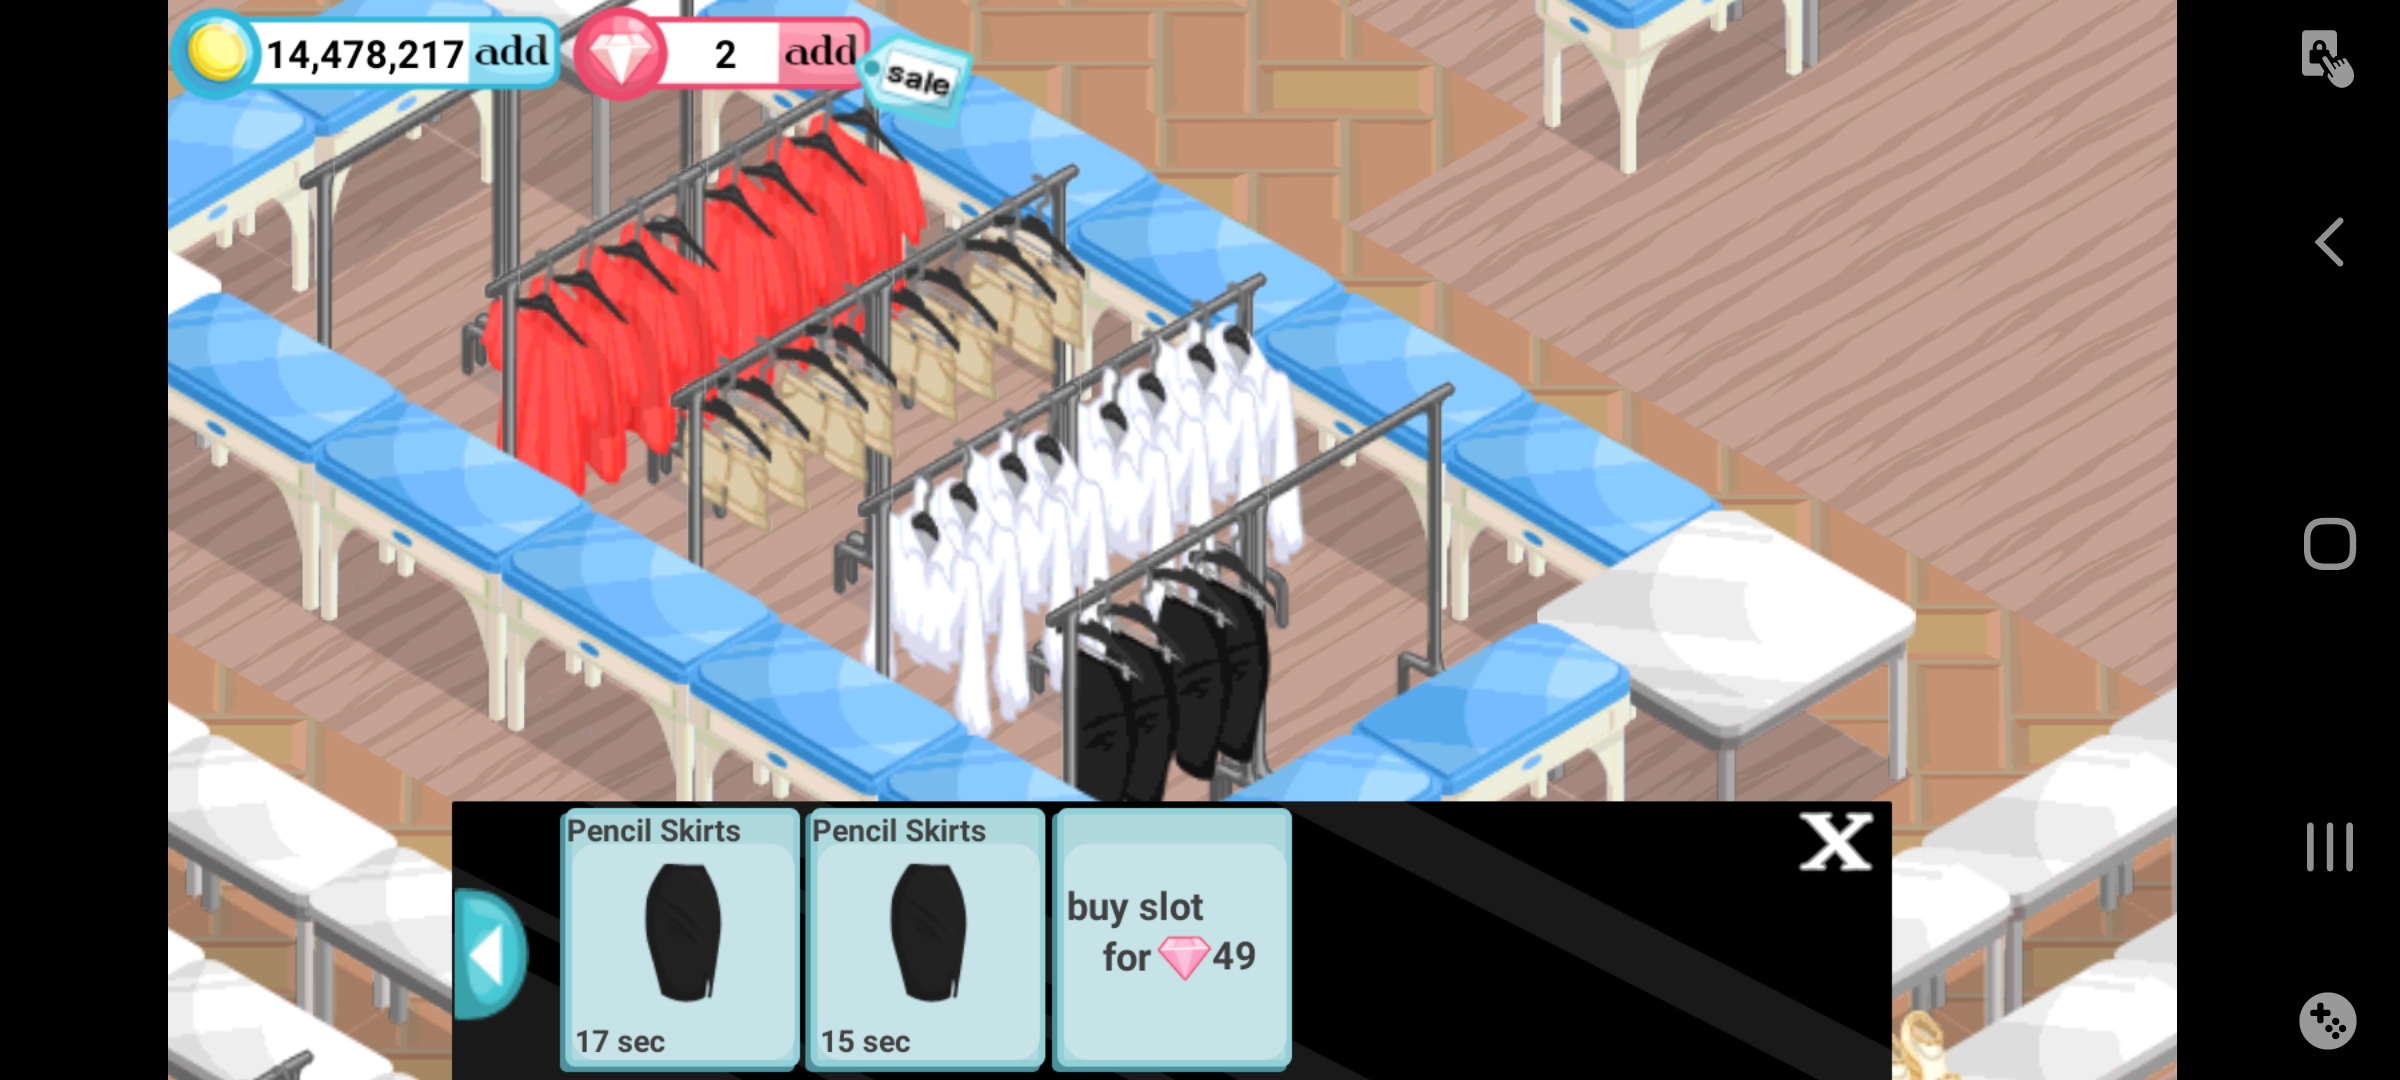 14,478,217 add
2 add
sale
Pencil Skirts
17 sec
Pencil Skirts
15 sec
buy slot
for 49
X